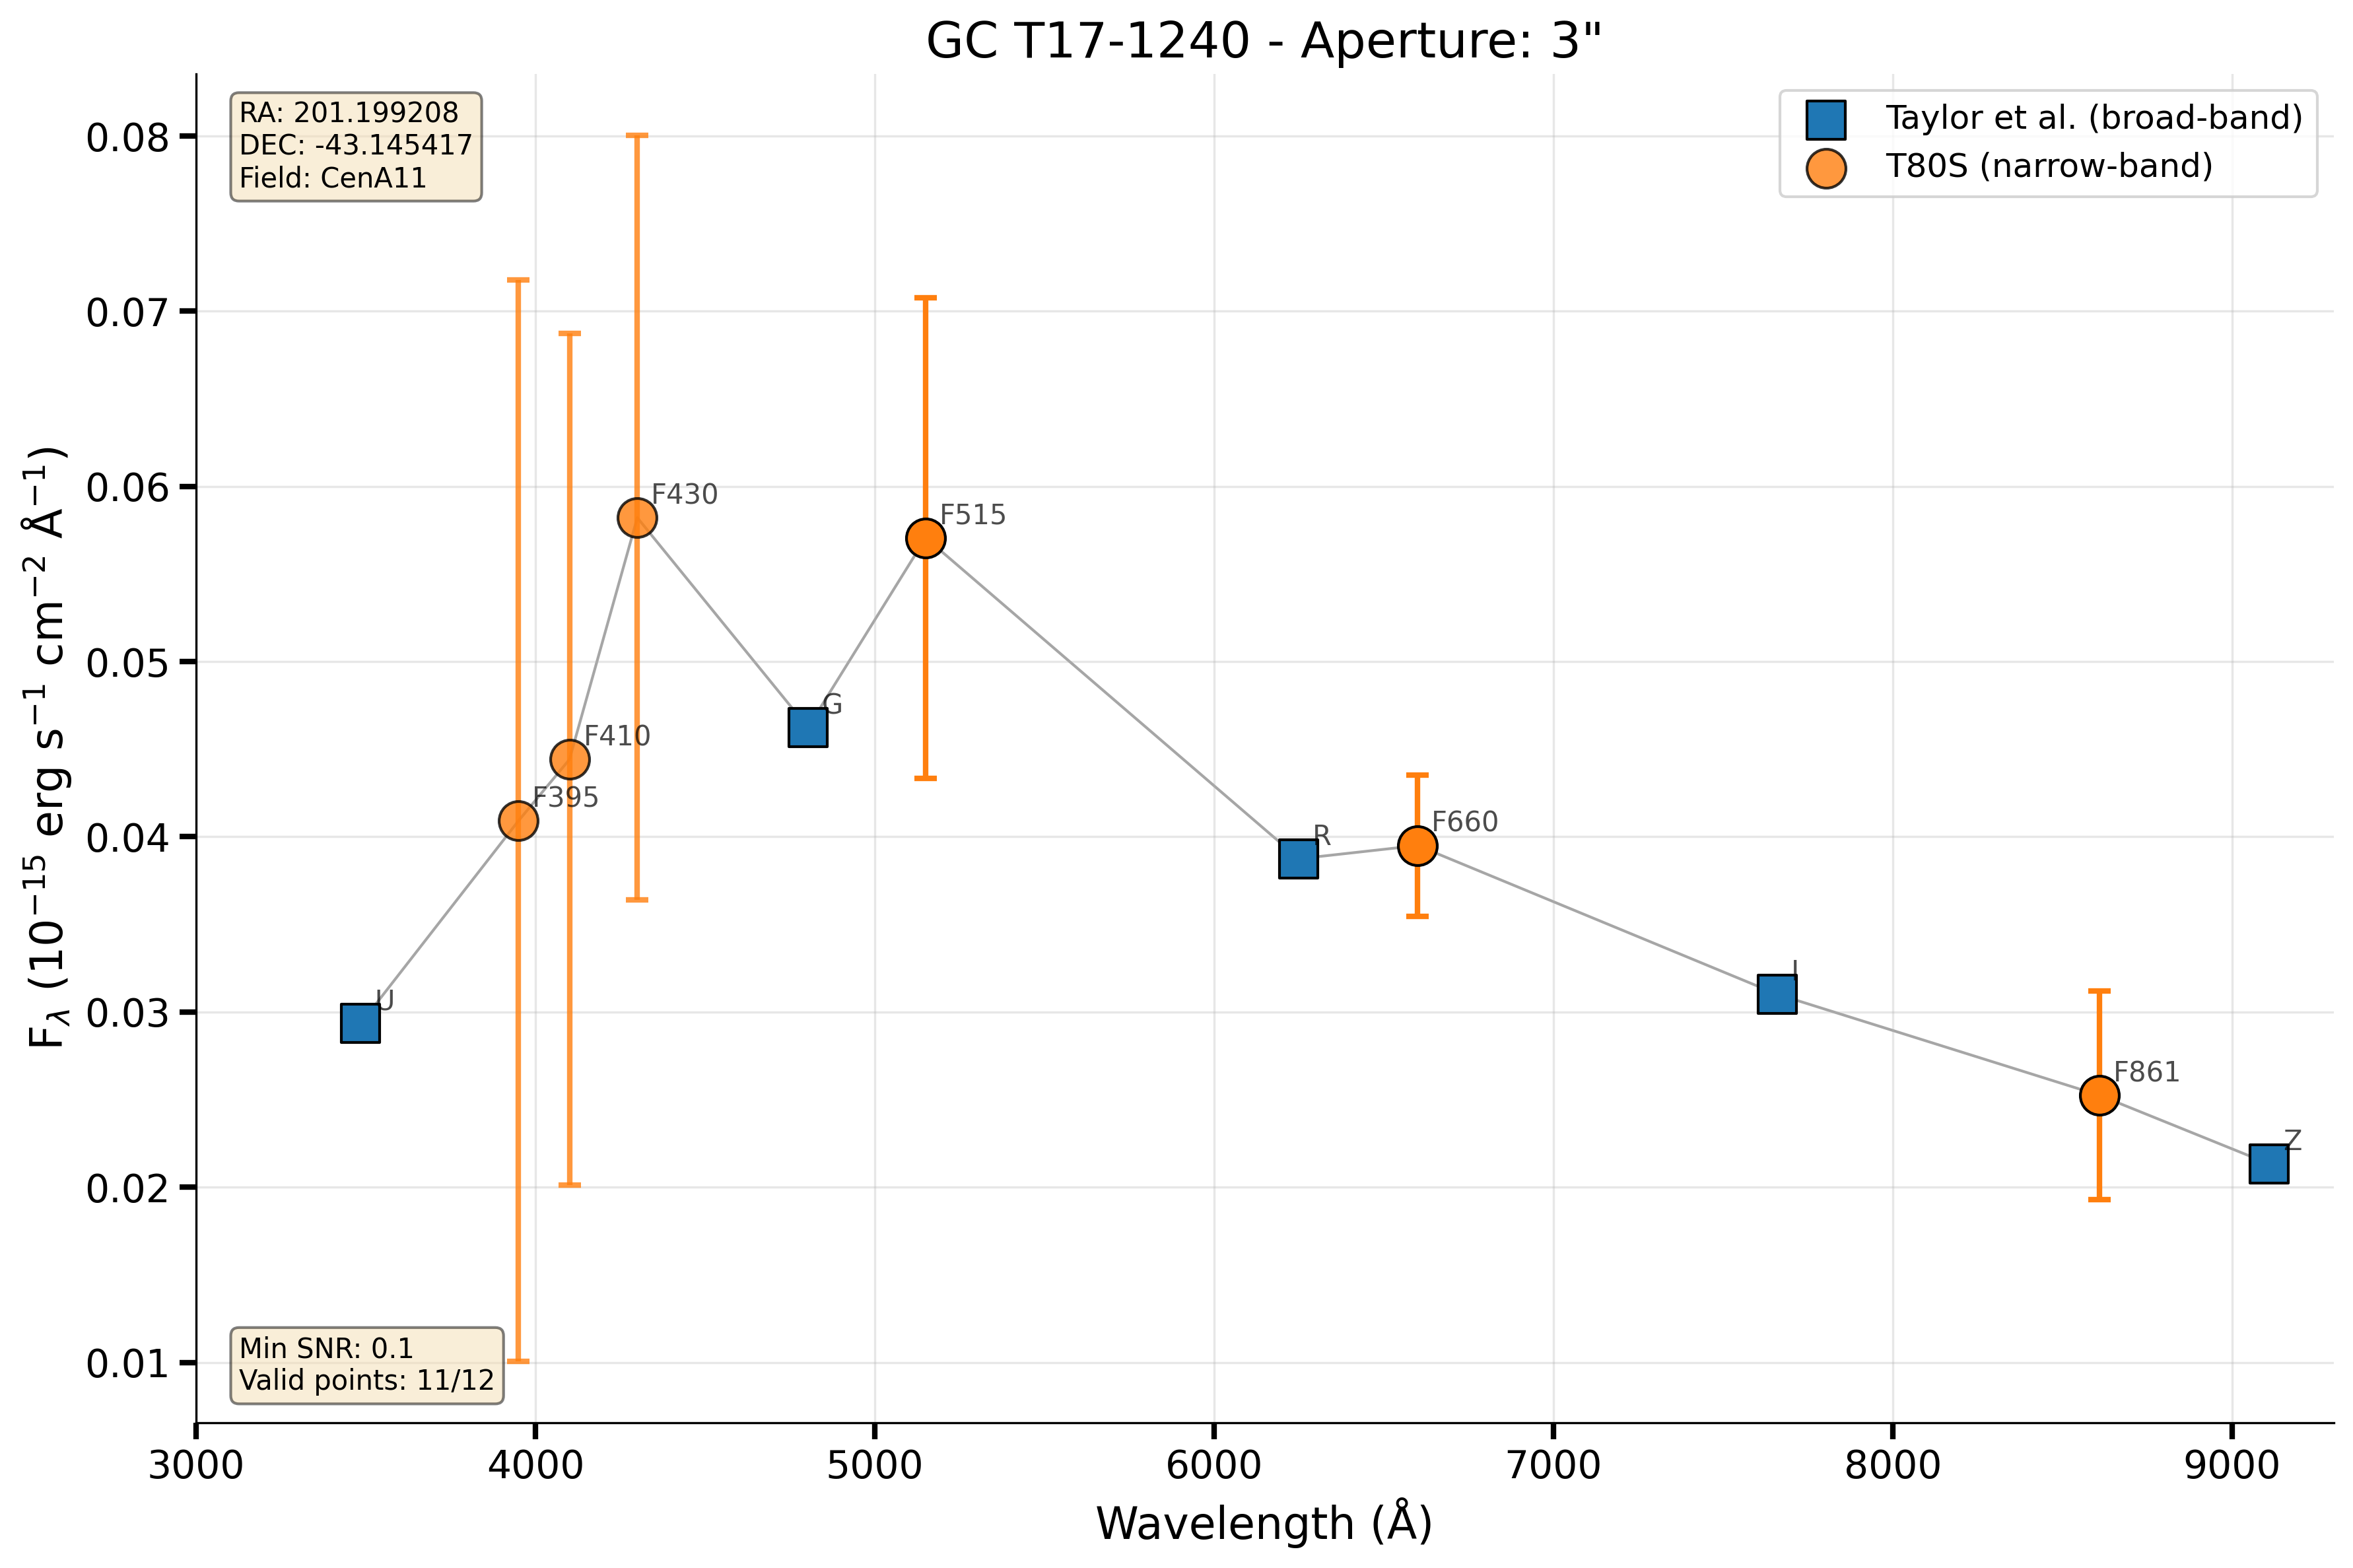 GC T17-1240 - Aperture: 3"
RA: 201.199208
DEC: -43.145417
Field: CenA11
Taylor et al. (broad-band)
T80S (narrow-band)
0.08
0.07
0.06
0.05
0.04
0.03
0.02
0.01
F_λ (10⁻¹⁵ erg s⁻¹ cm⁻² Å⁻¹)
U
F395
F410
F430
G
F515
R
F660
I
F861
Z
Min SNR: 0.1
Valid points: 11/12
3000 4000 5000 6000 7000 8000 9000
Wavelength (Å)